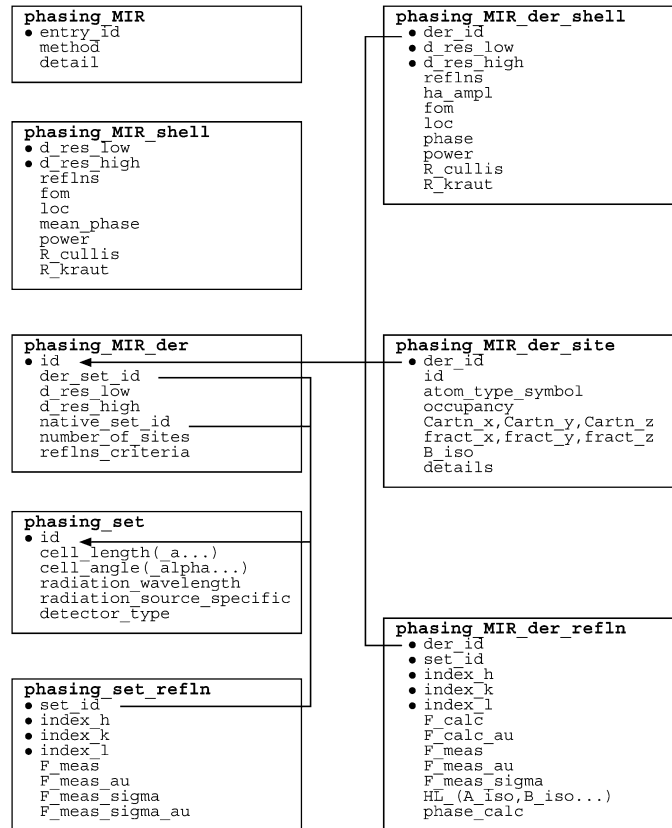 phasing_MIR
• entry_id
method
detail
phasing_MIR_shell
• d_res_low
• d_res_high
reflns
fom
loc
mean_phase
power
R_cullis
R_kraut
phasing_MIR_der
• id
der_set_id
d_res_low
d_res_high
native_set_id
number_of_sites
reflns_criteria
phasing_set
• id
cell_length(_a...)
cell_angle(_alpha...)
radiation_wavelength
radiation_source_specific
detector_type
phasing_set_refln
• set_id
• index_h
• index_k
• index_l
F_meas
F_meas_au
F_meas_sigma
F_meas_sigma_au
phasing_MIR_der_shell
• der_id
• d_res_low
• d_res_high
reflns
ha_ampl
fom
loc
phase
power
R_cullis
R_kraut
phasing_MIR_der_site
• der_id
id
atom_type_symbol
occupancy
Cartn_x,Cartn_y,Cartn_z
fract_x,fract_y,fract_z
B_iso
details
phasing_MIR_der_refln
• der_id
• set_id
• index_h
• index_k
• index_l
F_calc
F_calc_au
F_meas
F_meas_au
F_meas_sigma
HL_(A_iso,B_iso...)
phase_calc